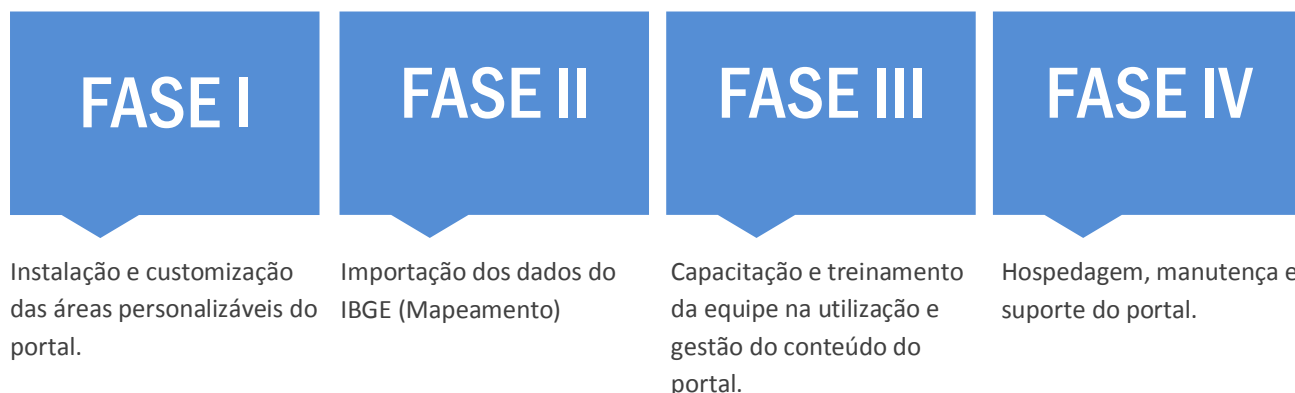 FASE I
Instalação e customização
das áreas personalizáveis do
portal.
FASE II
Importação dos dados do
IBGE (Mapeamento)
FASE III
Capacitação e treinamento
da equipe na utilização e
gestão do conteúdo do
portal.
FASE IV
Hospedagem, manutença e
suporte do portal.